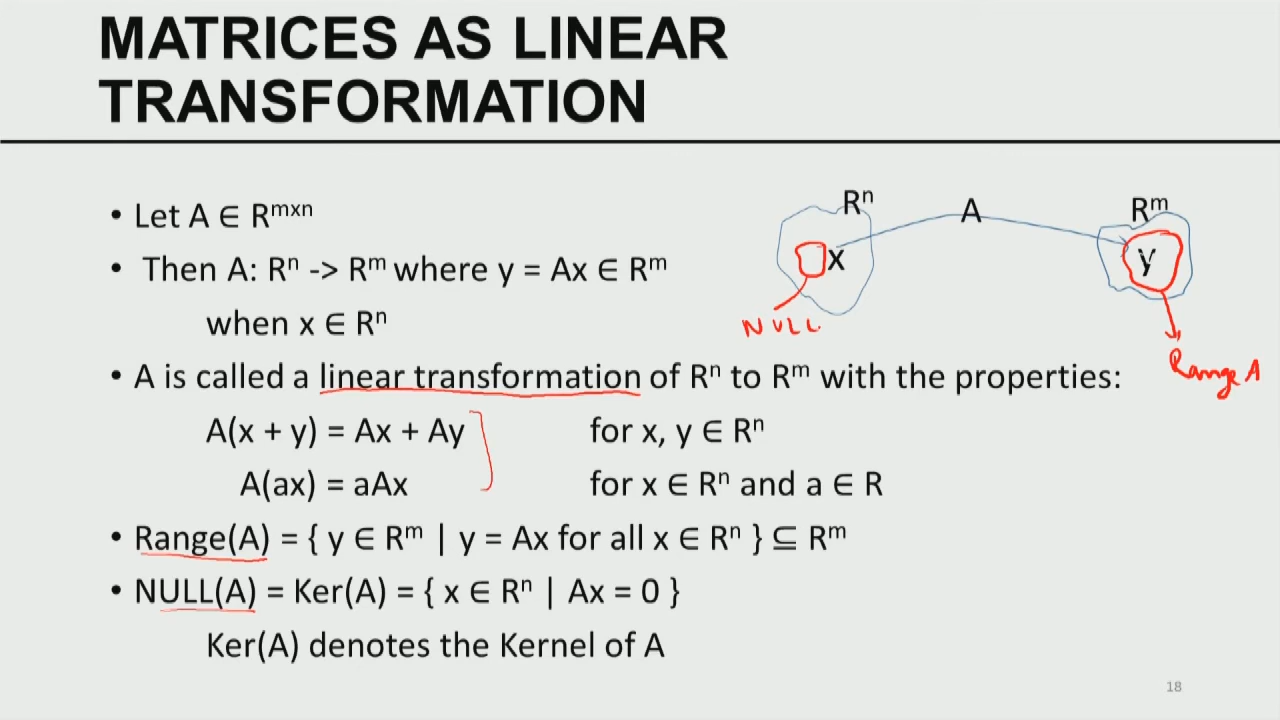 MATRICES AS LINEAR
TRANSFORMATION
• Let A ∈ Rᵐˣⁿ
• Then A: Rⁿ -> Rᵐ where y = Ax ∈ Rᵐ
when x ∈ Rⁿ
Rⁿ
A
Rᵐ
x
y
NULL
Range A
• A is called a linear transformation of Rⁿ to Rᵐ with the properties:
A(x + y) = Ax + Ay for x, y ∈ Rⁿ
A(ax) = aAx for x ∈ Rⁿ and a ∈ R
• Range(A) = { y ∈ Rᵐ | y = Ax for all x ∈ Rⁿ } ⊆ Rᵐ
• NULL(A) = Ker(A) = { x ∈ Rⁿ | Ax = 0 }
Ker(A) denotes the Kernel of A
18